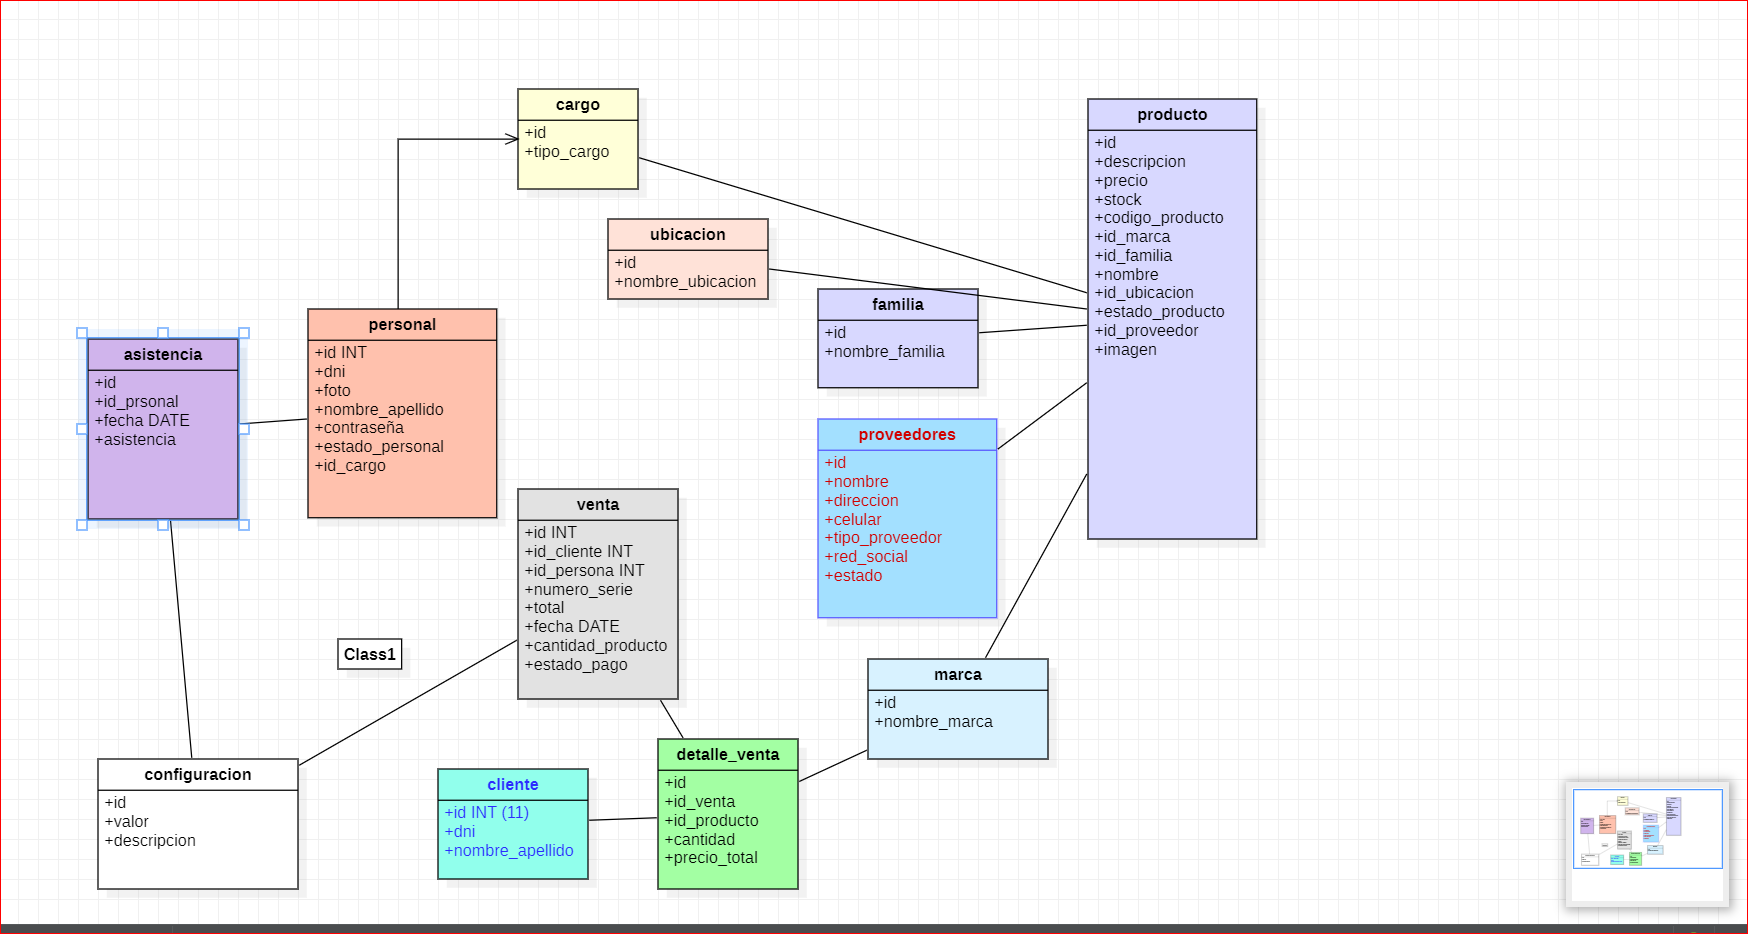 cargo
+id
+tipo_cargo
producto
+id
+descripcion
+precio
+stock
+codigo_producto
+id_marca
+id_familia
+nombre
+id_ubicacion
+estado_producto
+id_proveedor
+imagen
ubicacion
+id
+nombre_ubicacion
familia
+id
+nombre_familia
personal
+id INT
+dni
+foto
+nombre_apellido
+contraseña
+estado_personal
+id_cargo
asistencia
+id
+id_prsonal
+fecha DATE
+asistencia
proveedores
+id
+nombre
+direccion
+celular
+tipo_proveedor
+red_social
+estado
venta
+id INT
+id_cliente INT
+id_persona INT
+numero_serie
+total
+fecha DATE
+cantidad_producto
+estado_pago
Class1
marca
+id
+nombre_marca
detalle_venta
+id
+id_venta
+id_producto
+cantidad
+precio_total
cliente
+id INT (11)
+dni
+nombre_apellido
configuracion
+id
+valor
+descripcion